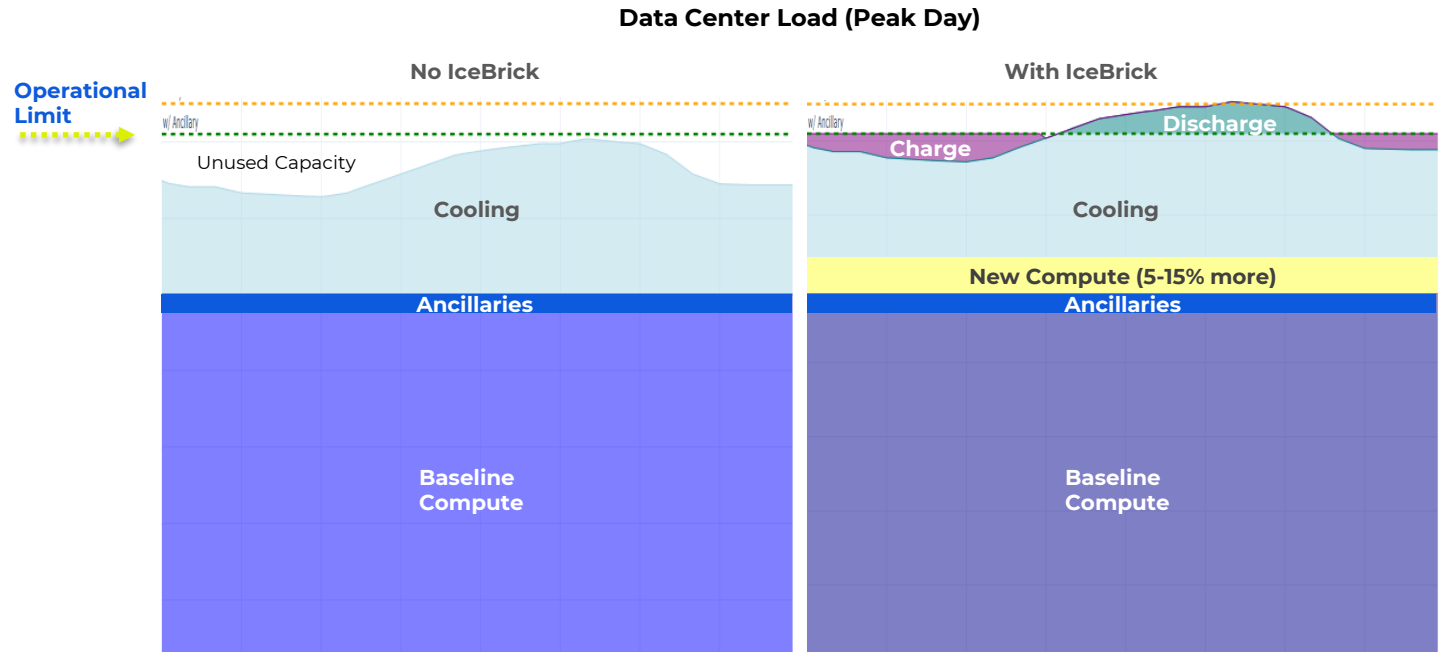 Data Center Load (Peak Day)
No IceBrick
With IceBrick
Operational
Limit
w/ Ancillary
Unused Capacity
Cooling
Ancillaries
Baseline
Compute
w/ Ancillary
Discharge
Charge
Cooling
New Compute (5-15% more)
Ancillaries
Baseline
Compute